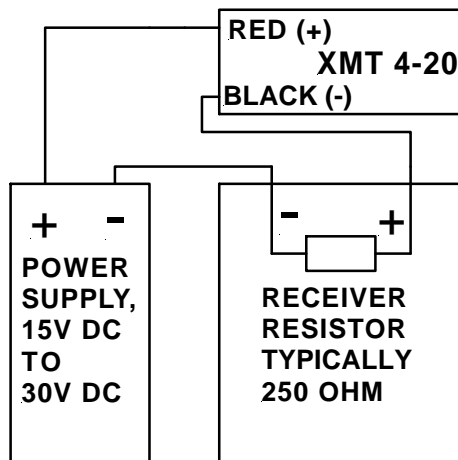 RED (+)
XMT 4-20
BLACK (-)
+ -
POWER
SUPPLY,
15V DC
TO
30V DC
- +
RECEIVER
RESISTOR
TYPICALLY
250 OHM